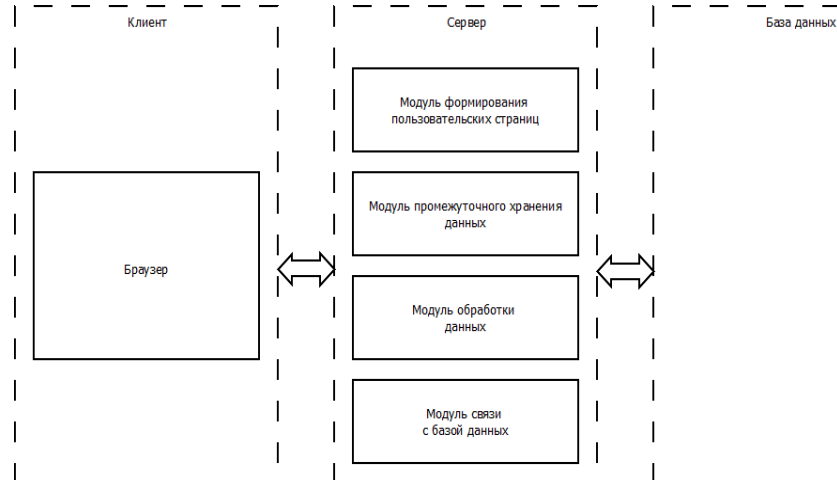 Клиент
Сервер
База данных
Модуль формирования
пользовательских страниц
Модуль промежуточного хранения
данных
Браузер
Модуль обработки
данных
Модуль связи
с базой данных